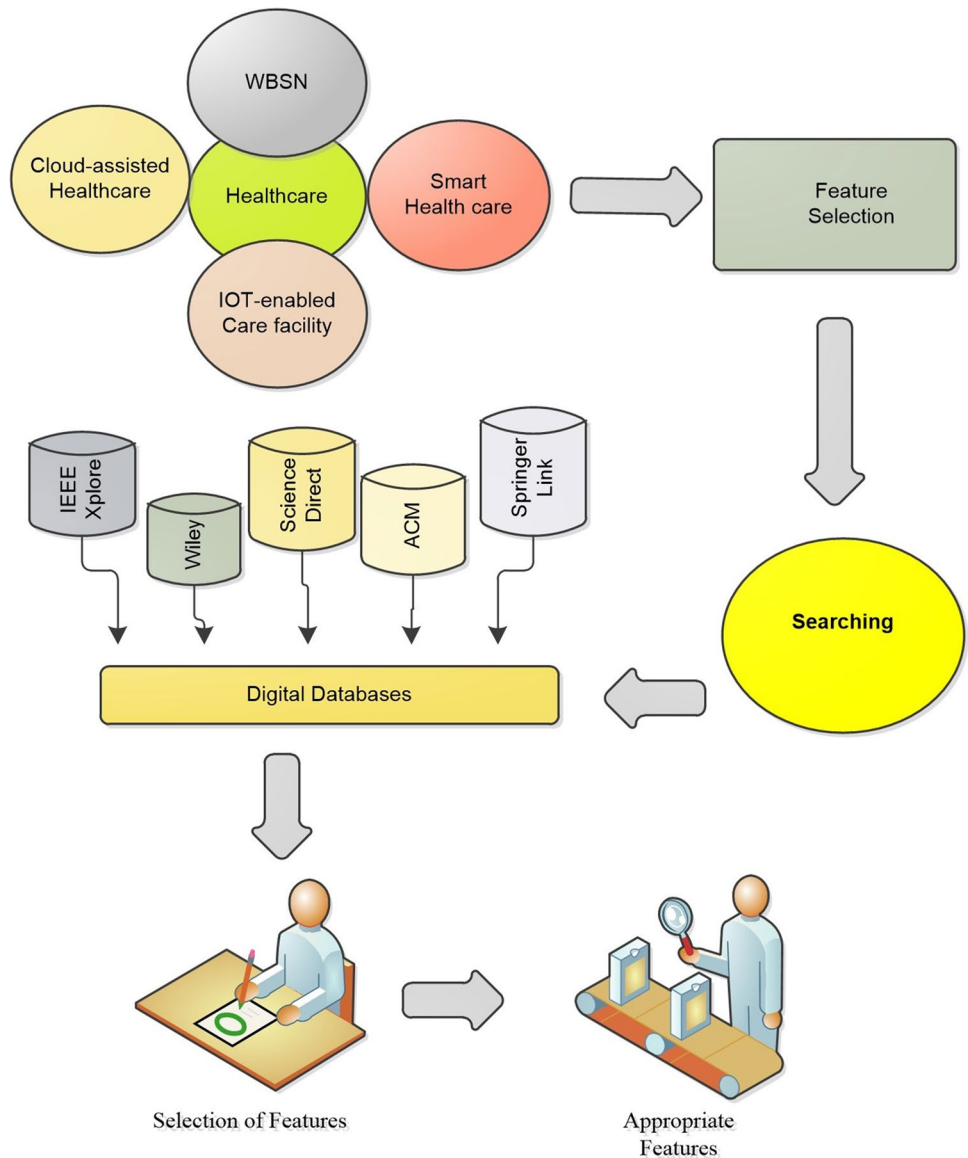 WBSN
Cloud-assisted
Healthcare
Healthcare
Smart
Health care
IOT-enabled
Care facility
Feature
Selection
IEEE
Xplore
Wiley
Science
Direct
ACM
Springer
Link
Searching
Digital Databases
Selection of Features
Appropriate
Features